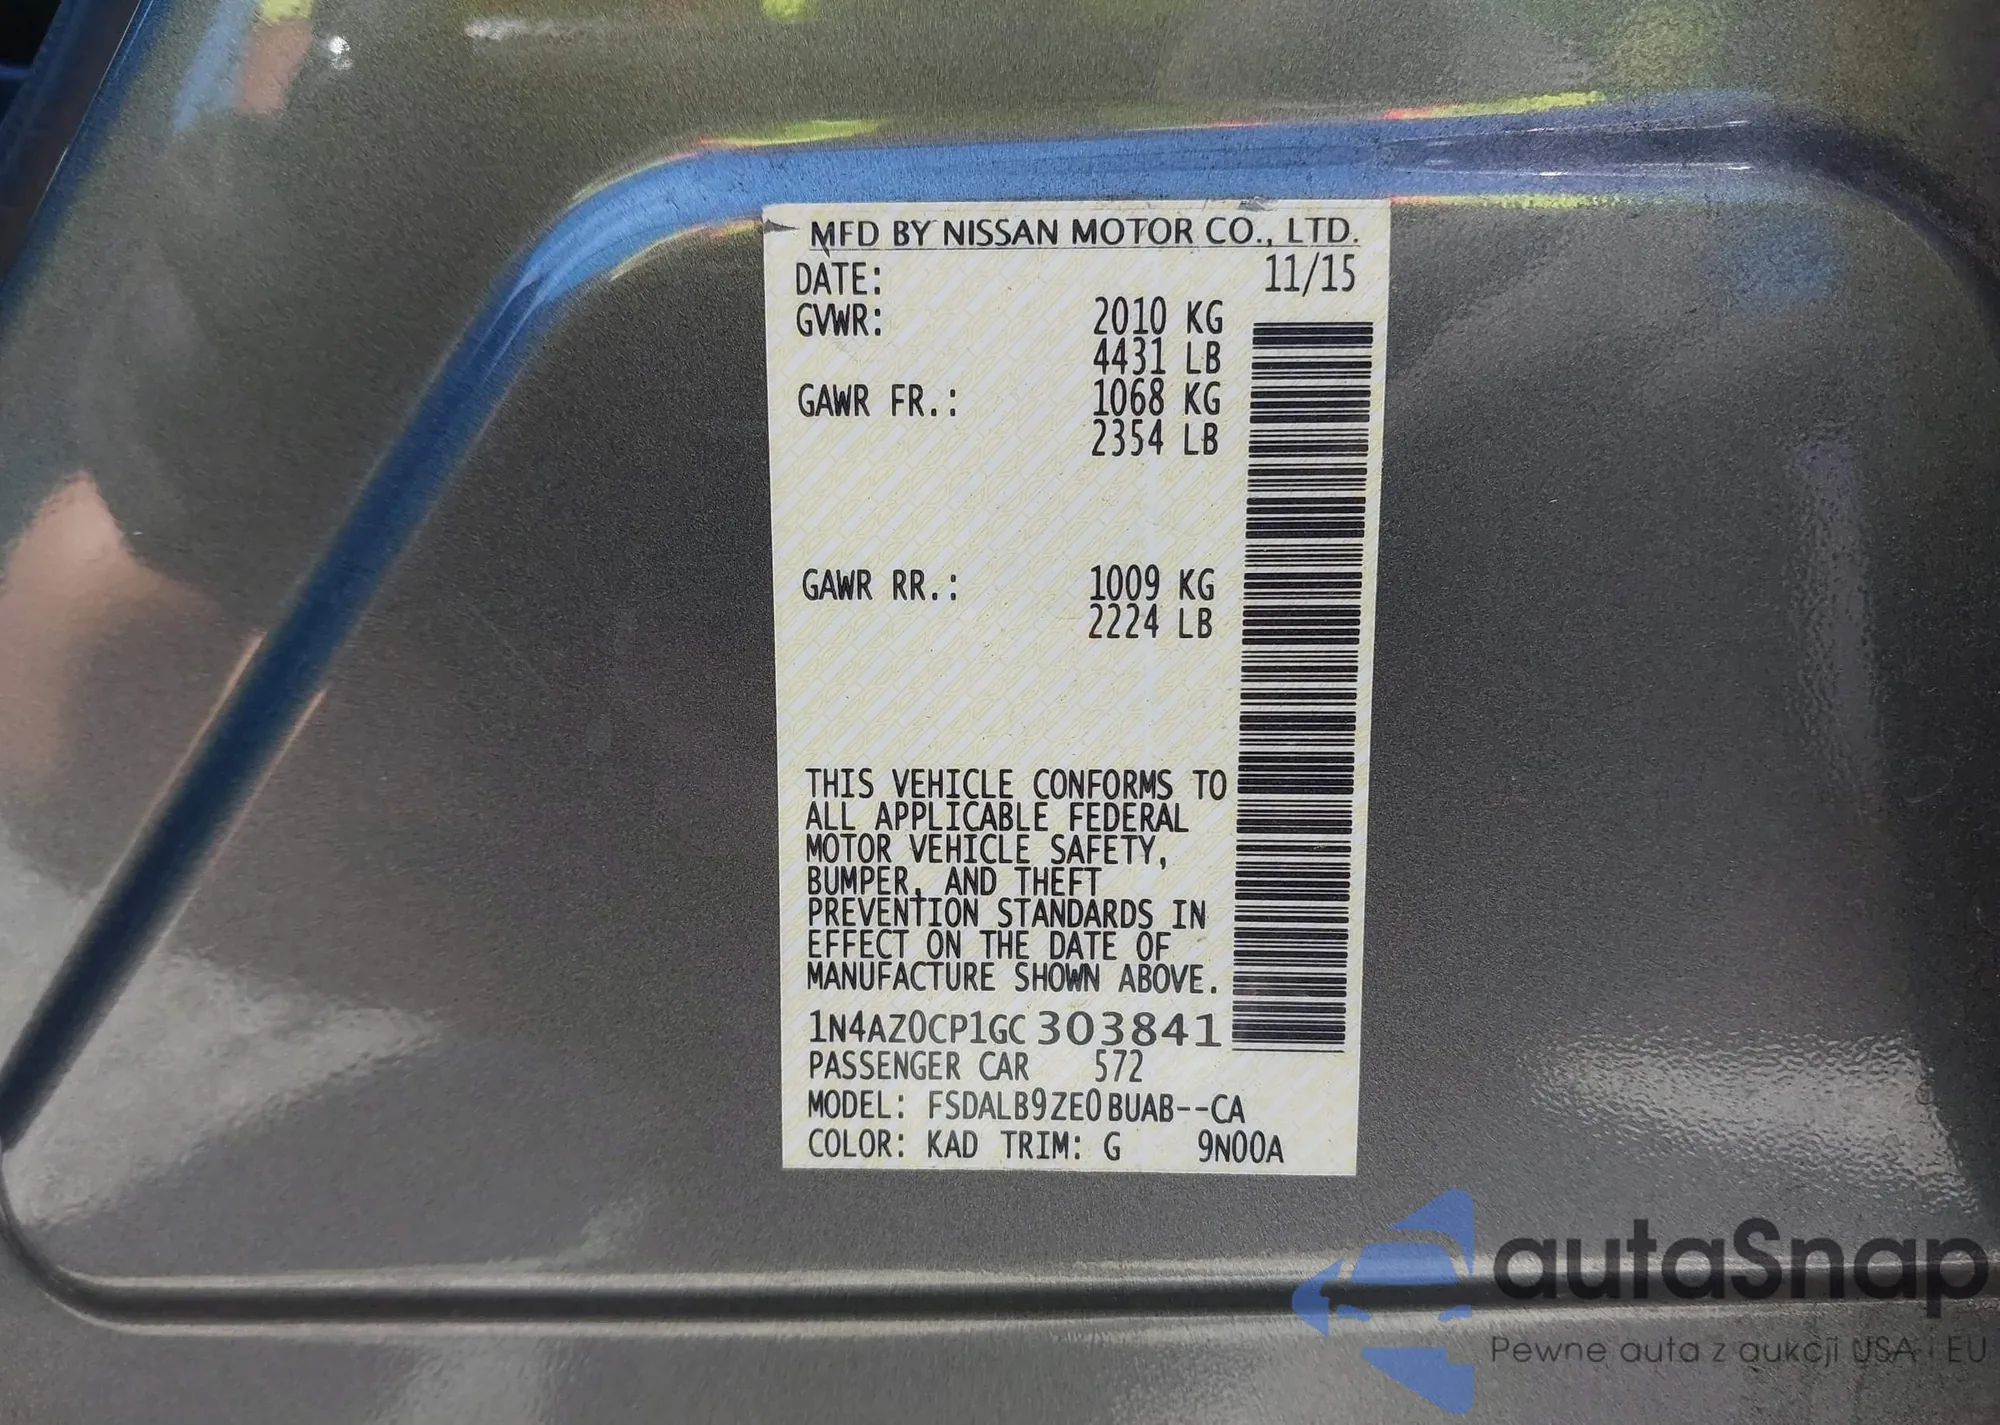 MFD BY NISSAN MOTOR CO., LTD.
DATE: 11/15
GVWR: 2010 KG
4431 LB
GAWR FR.: 1068 KG
2354 LB
GAWR RR.: 1009 KG
2224 LB
THIS VEHICLE CONFORMS TO
ALL APPLICABLE FEDERAL
MOTOR VEHICLE SAFETY,
BUMPER, AND THEFT
PREVENTION STANDARDS IN
EFFECT ON THE DATE OF
MANUFACTURE SHOWN ABOVE.
1N4AZ0CP1GC303841
PASSENGER CAR 572
MODEL: FSDALB9ZE0BUAB--CA
COLOR: KAD TRIM: G 9N00A
autaSnap
Pewne auta z aukcji USA i EU